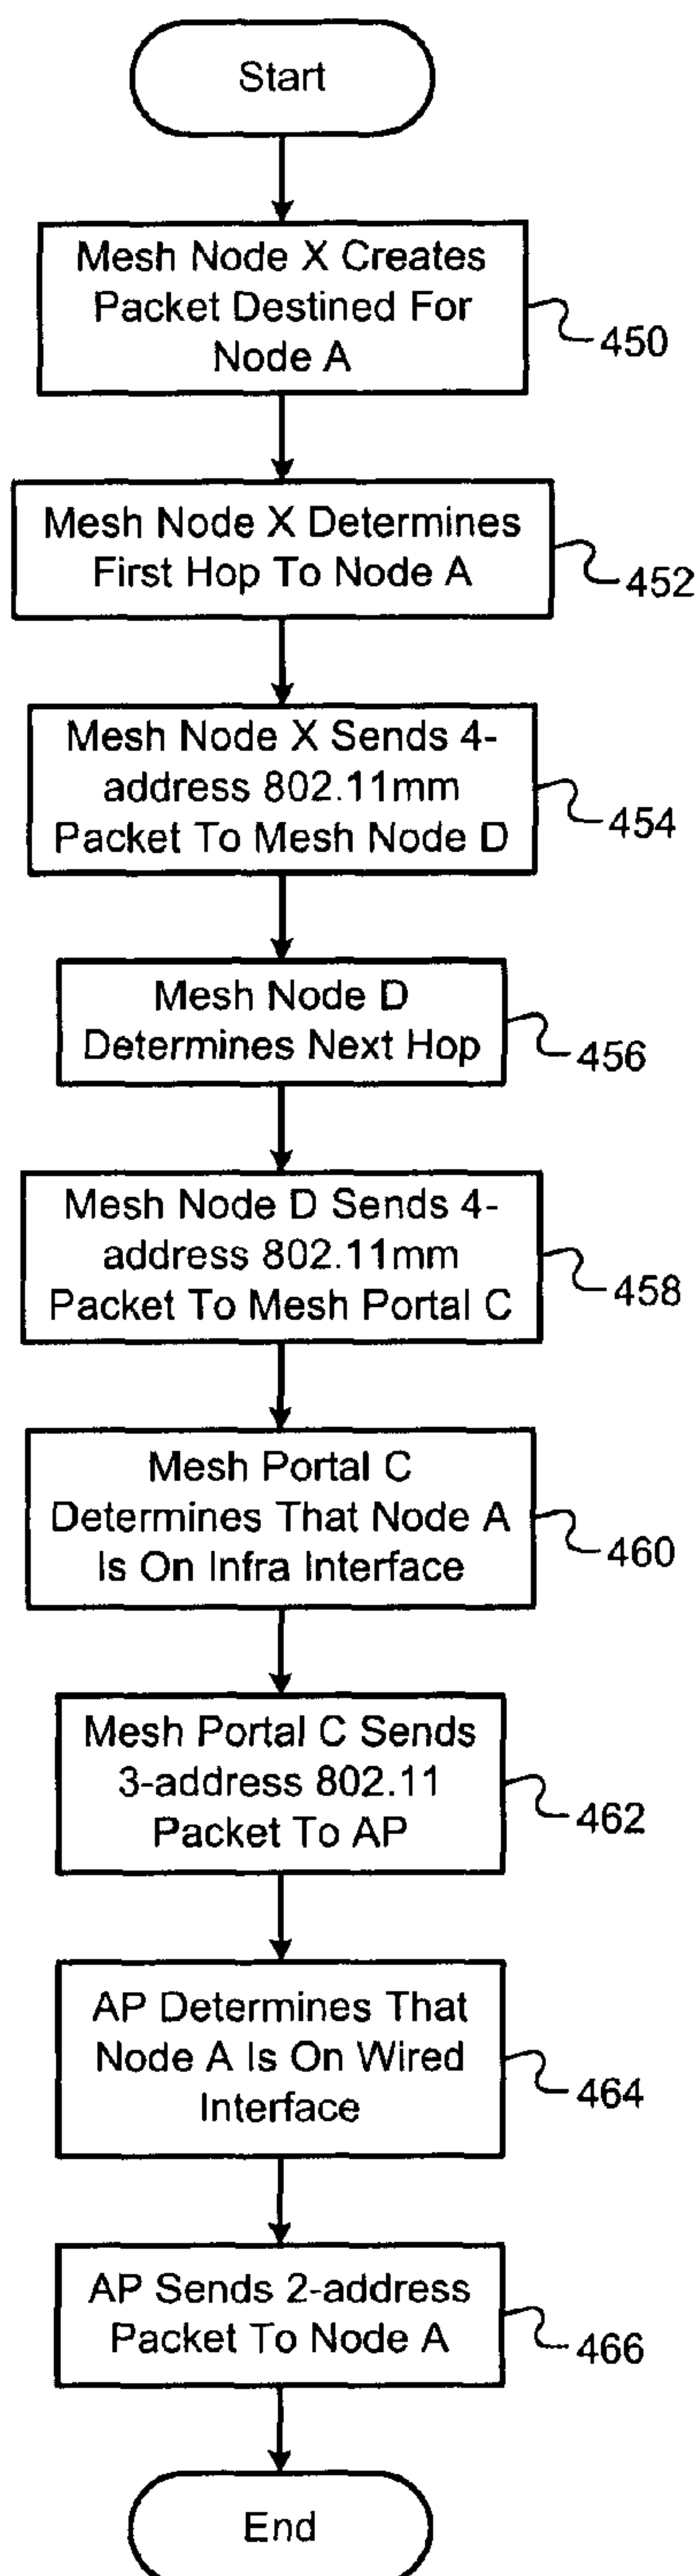 Start
Mesh Node X Creates
Packet Destined For
Node A
450
Mesh Node X Determines
First Hop To Node A
452
Mesh Node X Sends 4-
address 802.11mm
Packet To Mesh Node D
454
Mesh Node D
Determines Next Hop
456
Mesh Node D Sends 4-
address 802.11mm
Packet To Mesh Portal C
458
Mesh Portal C
Determines That Node A
Is On Infra Interface
460
Mesh Portal C Sends
3-address 802.11
Packet To AP
462
AP Determines That
Node A Is On Wired
Interface
464
AP Sends 2-address
Packet To Node A
466
End